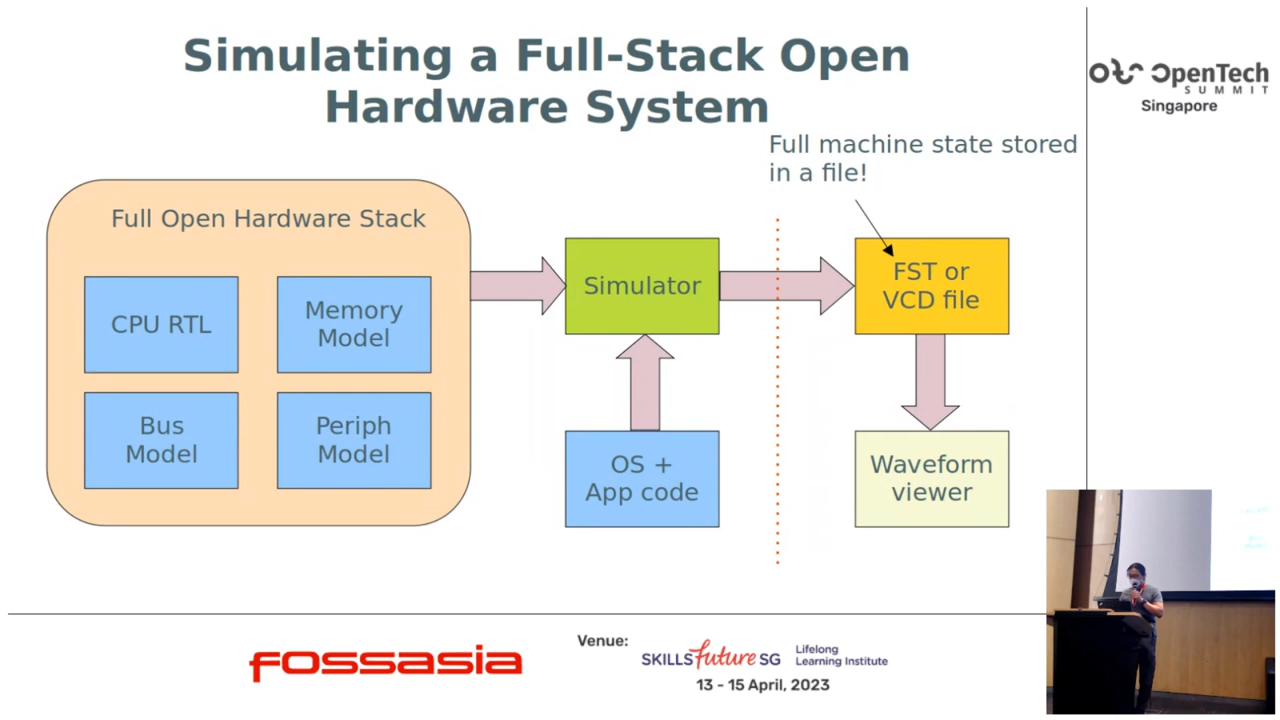 Simulating a Full-Stack Open
Hardware System
OpenTech
SUMMIT
Singapore
Full machine state stored
in a file!
Full Open Hardware Stack
CPU RTL
Memory
Model
Bus
Model
Periph
Model
Simulator
OS +
App code
FST or
VCD file
Waveform
viewer
fossasia
Venue:
SKILLSfuture SG
Lifelong
Learning Institute
13 - 15 April, 2023